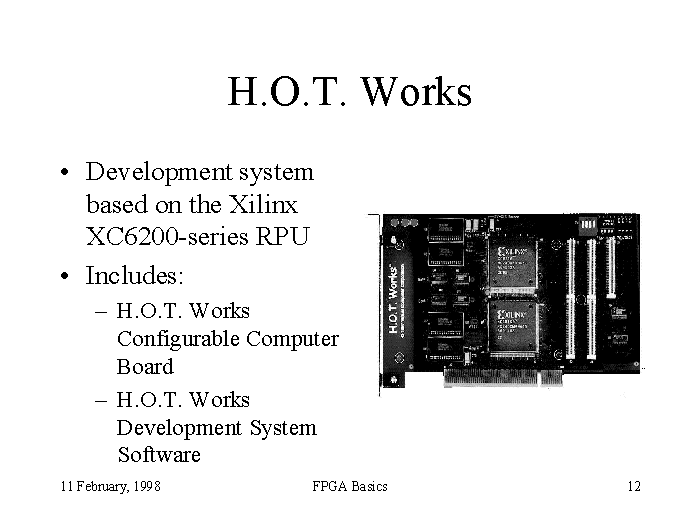 H.O.T. Works
• Development system
based on the Xilinx
XC6200-series RPU
• Includes:
– H.O.T. Works
Configurable Computer
Board
– H.O.T. Works
Development System
Software
H.O.T. Works
XILINX
XILINX
11 February, 1998
FPGA Basics
12